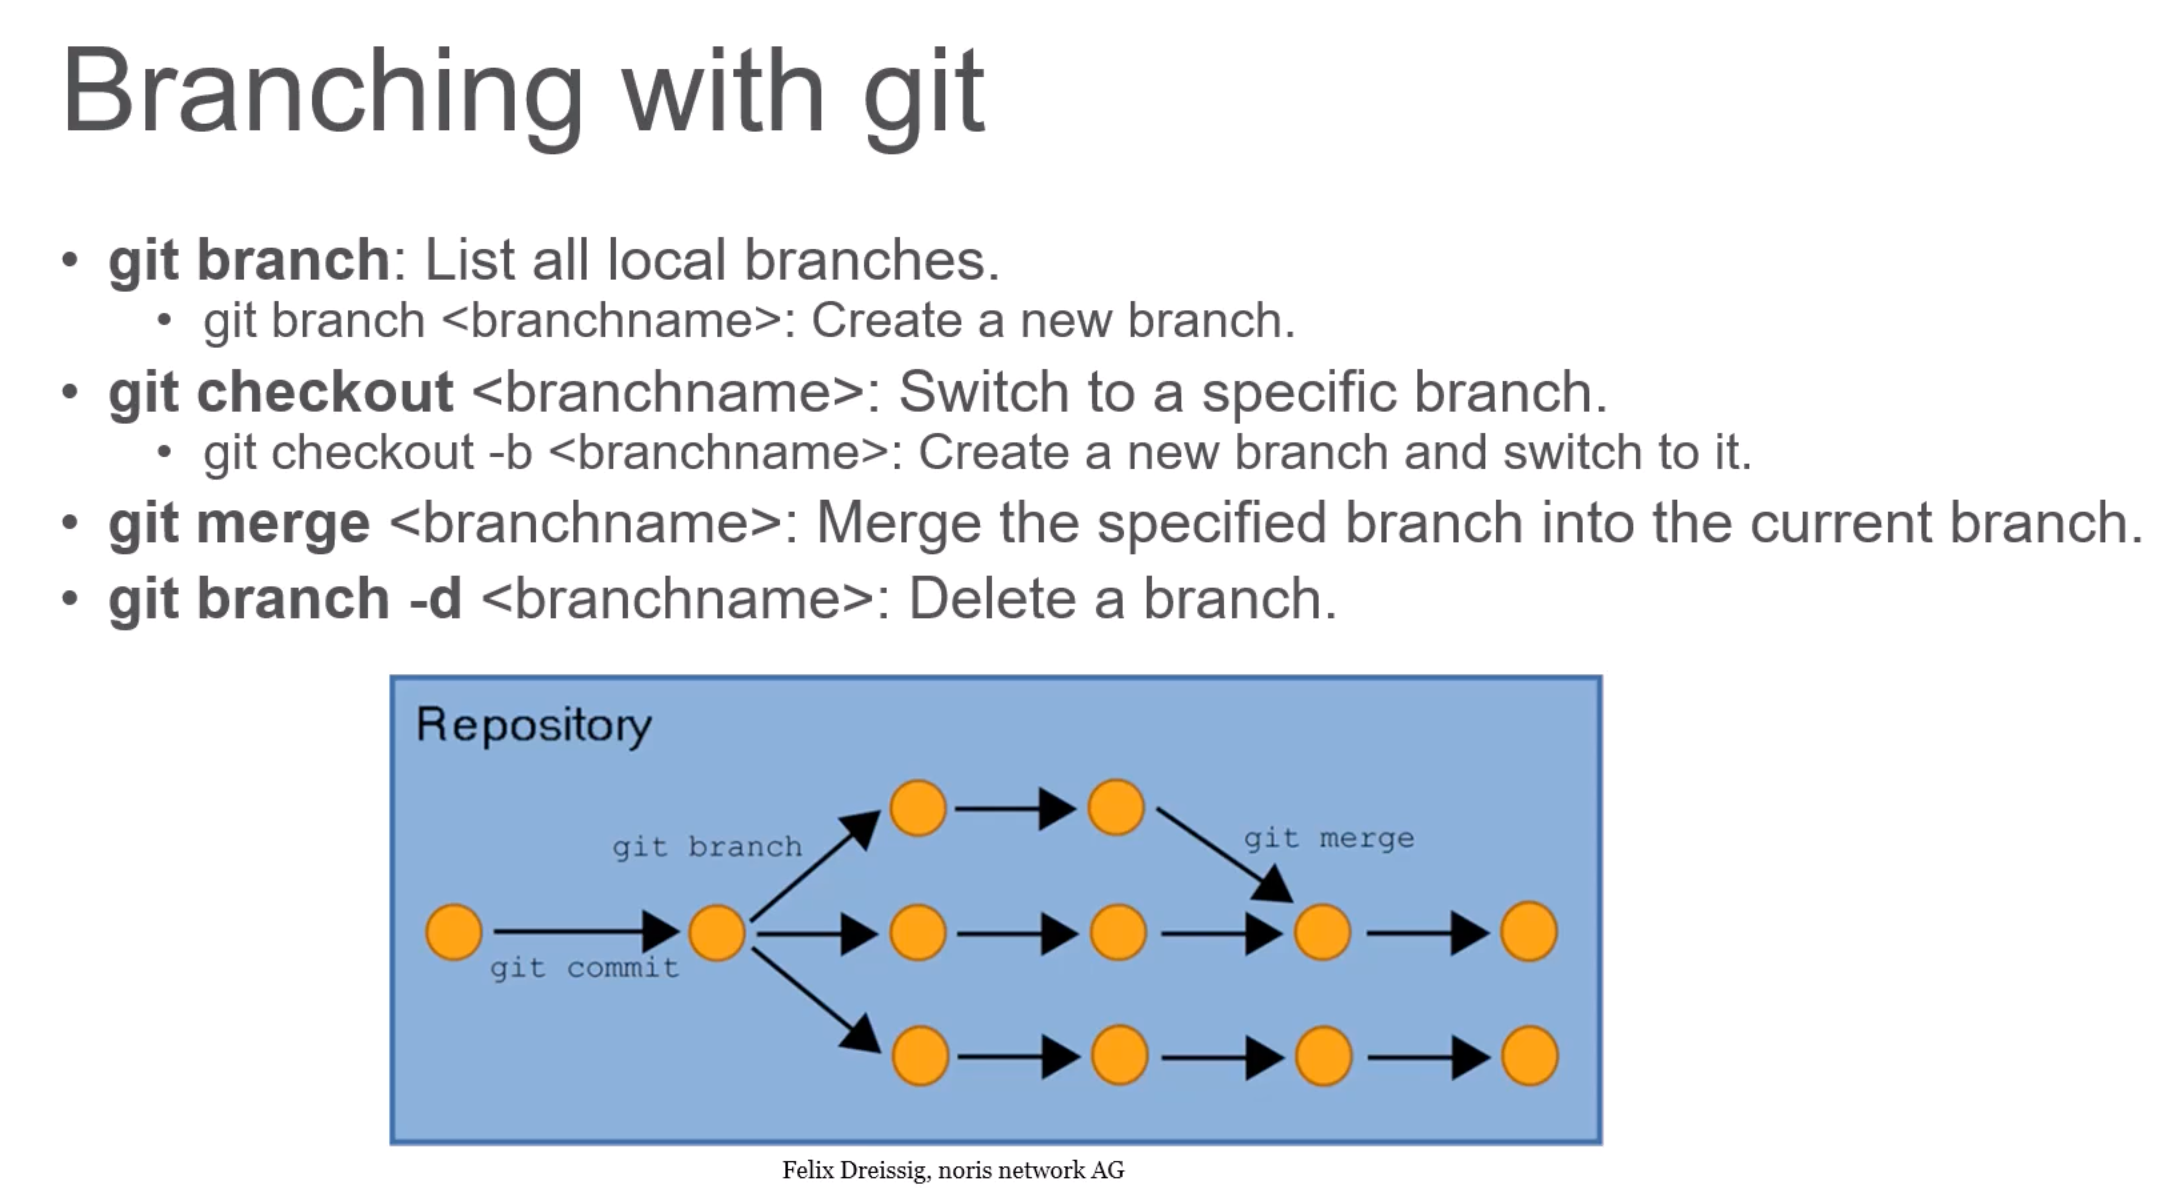 Branching with git
• git branch: List all local branches.
• git branch <branchname>: Create a new branch.
• git checkout <branchname>: Switch to a specific branch.
• git checkout -b <branchname>: Create a new branch and switch to it.
• git merge <branchname>: Merge the specified branch into the current branch.
• git branch -d <branchname>: Delete a branch.
Repository
git branch
git merge
git commit
Felix Dreissig, noris network AG